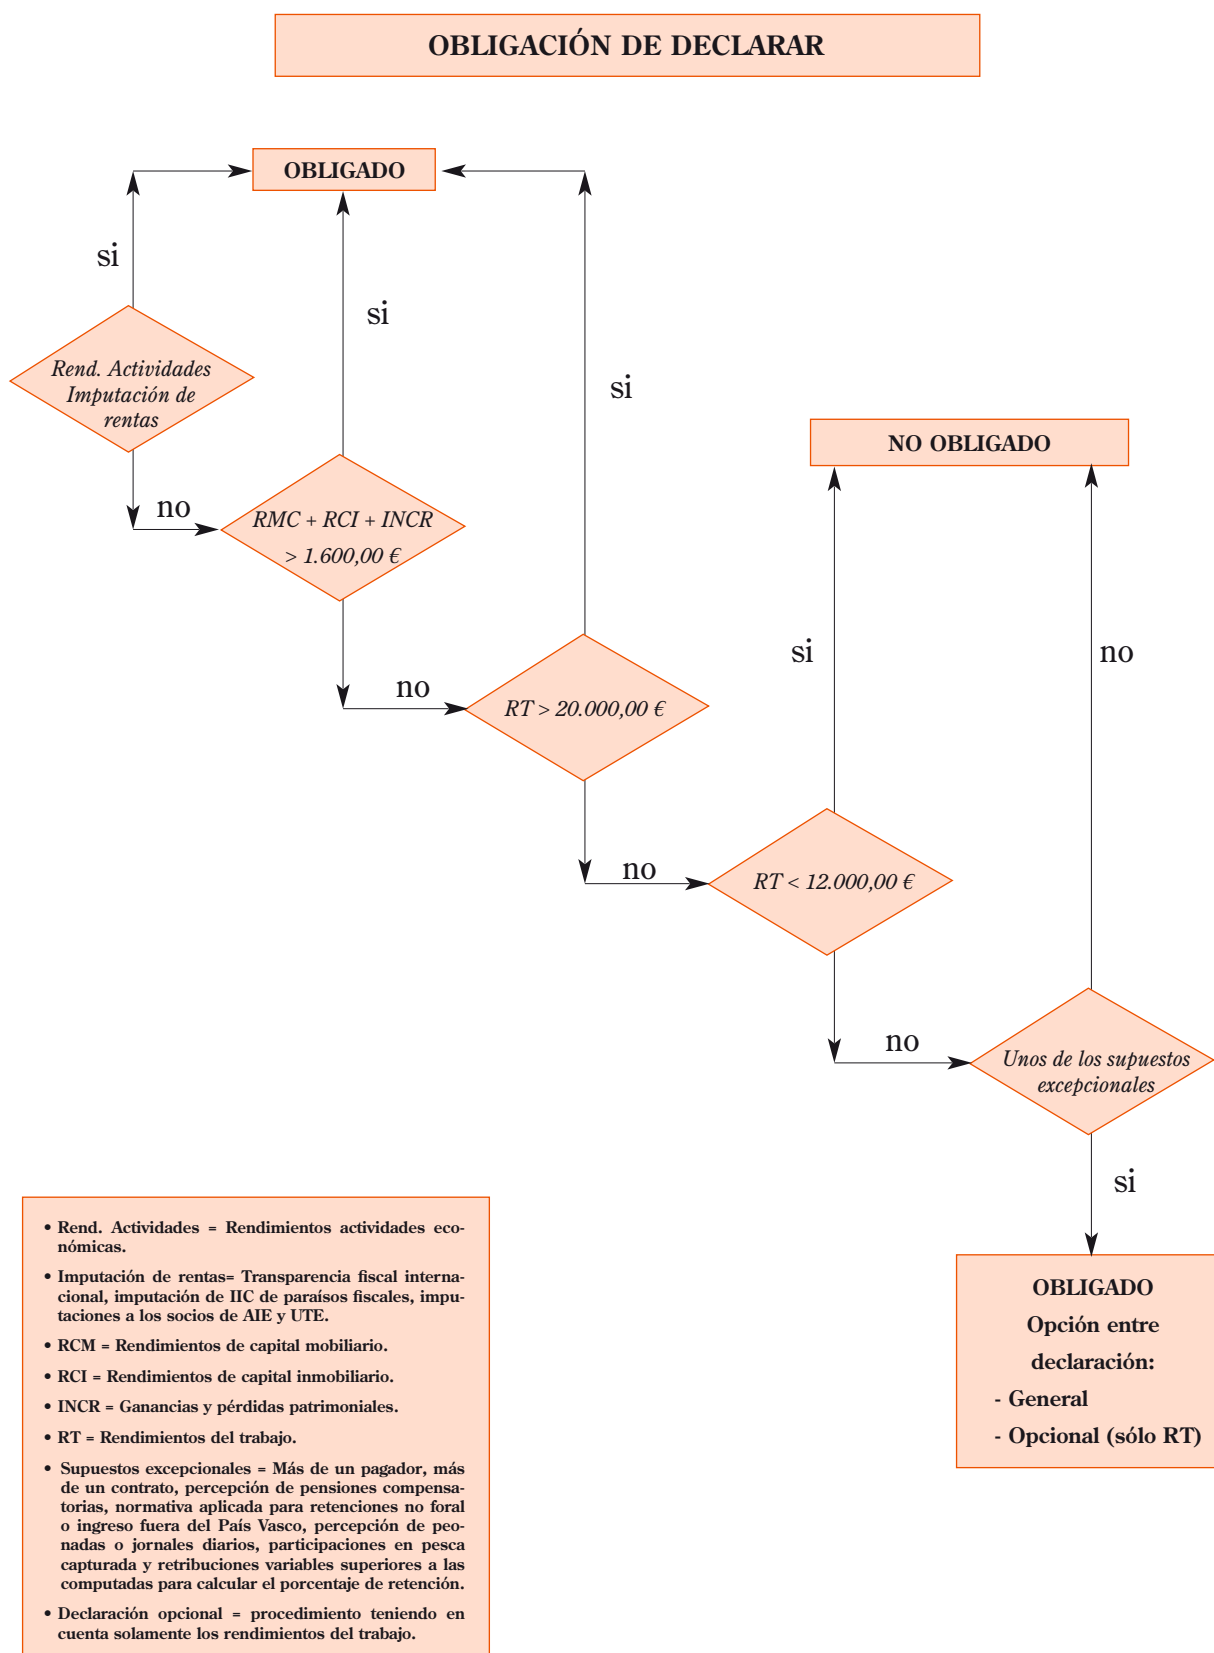 OBLIGACIÓN DE DECLARAR
OBLIGADO
si
si
si
Rend. Actividades
Imputación de
rentas
no
RMC + RCI + INCR
> 1.600,00 €
no
RT > 20.000,00 €
no
NO OBLIGADO
si
no
RT < 12.000,00 €
no
Unos de los supuestos
excepcionales
si
OBLIGADO
Opción entre
declaración:
- General
- Opcional (sólo RT)
• Rend. Actividades = Rendimientos actividades eco-
nómicas.
• Imputación de rentas= Transparencia fiscal interna-
cional, imputación de IIC de paraísos fiscales, impu-
taciones a los socios de AIE y UTE.
• RCM = Rendimientos de capital mobiliario.
• RCI = Rendimientos de capital inmobiliario.
• INCR = Ganancias y pérdidas patrimoniales.
• RT = Rendimientos del trabajo.
• Supuestos excepcionales = Más de un pagador, más
de un contrato, percepción de pensiones compensa-
torias, normativa aplicada para retenciones no foral
o ingreso fuera del País Vasco, percepción de peo-
nadas o jornales diarios, participaciones en pesca
capturada y retribuciones variables superiores a las
computadas para calcular el porcentaje de retención.
• Declaración opcional = procedimiento teniendo en
cuenta solamente los rendimientos del trabajo.